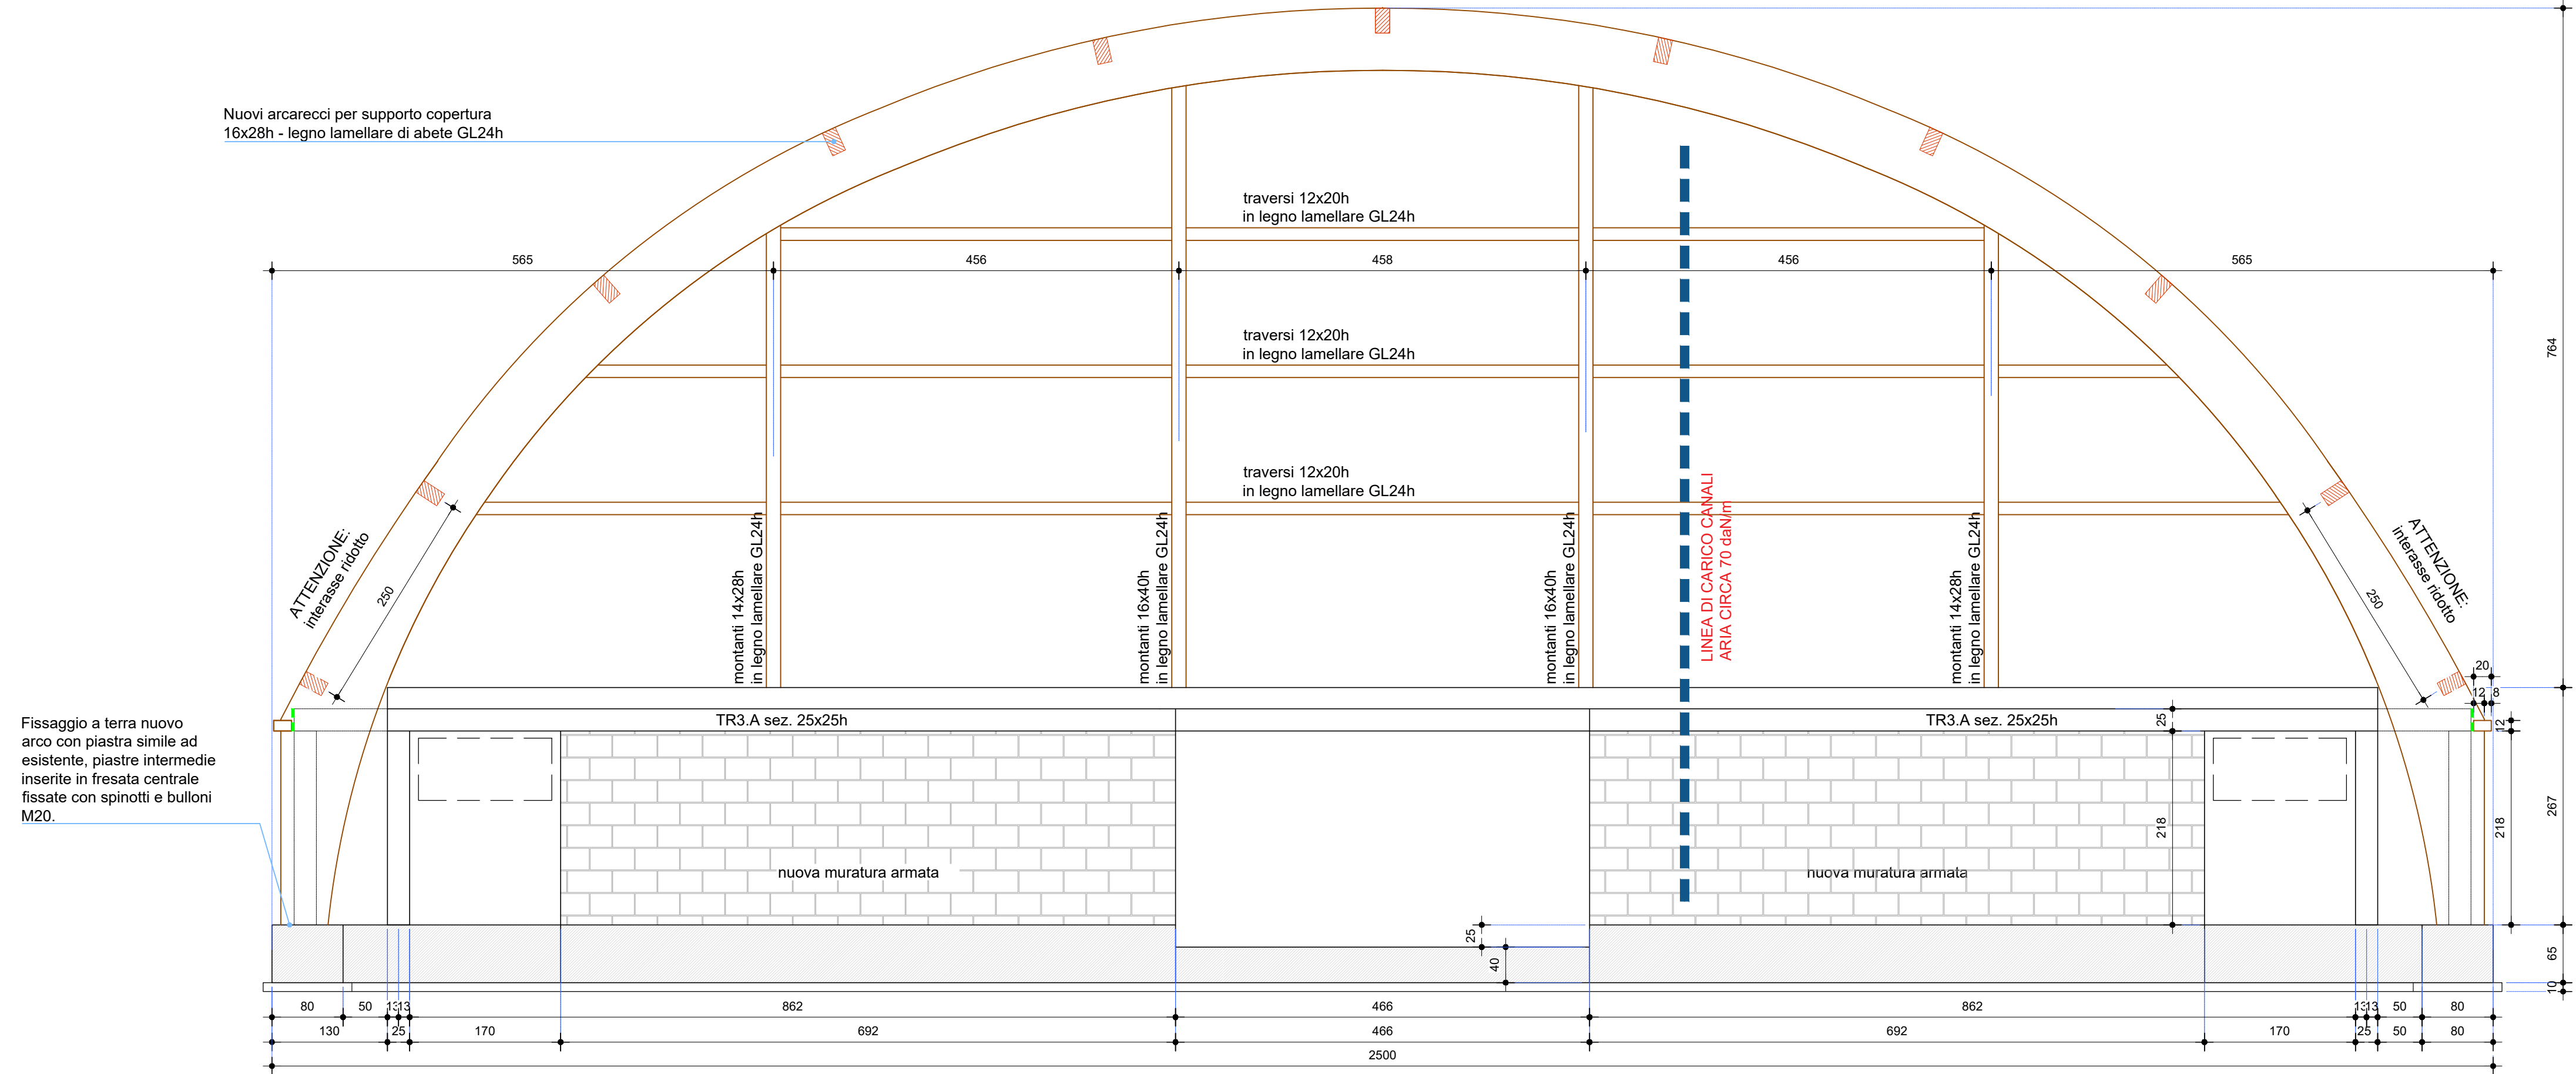 Nuovi arcarecci per supporto copertura
16x28h - legno lamellare di abete GL24h
traversi 12x20h
in legno lamellare GL24h
565
456
458
456
565
764
traversi 12x20h
in legno lamellare GL24h
traversi 12x20h
in legno lamellare GL24h
ATTENZIONE:
interasse ridotto
250
montanti 14x28h
in legno lamellare GL24h
montanti 16x40h
in legno lamellare GL24h
montanti 16x40h
in legno lamellare GL24h
LINEA DI CARICO CANALI
ARIA CIRCA 70 daN/m
montanti 14x28h
in legno lamellare GL24h
ATTENZIONE:
interasse ridotto
250
20
12
8
Fissaggio a terra nuovo
arco con piastra simile ad
esistente, piastre intermedie
inserite in fresata centrale
fissate con spinotti e bulloni
M20.
TR3.A sez. 25x25h
TR3.A sez. 25x25h
25
12
218
218
267
nuova muratura armata
nuova muratura armata
25
40
65
10
80
50
13
13
862
466
862
13
13
50
80
130
25
170
692
466
692
170
25
50
80
2500